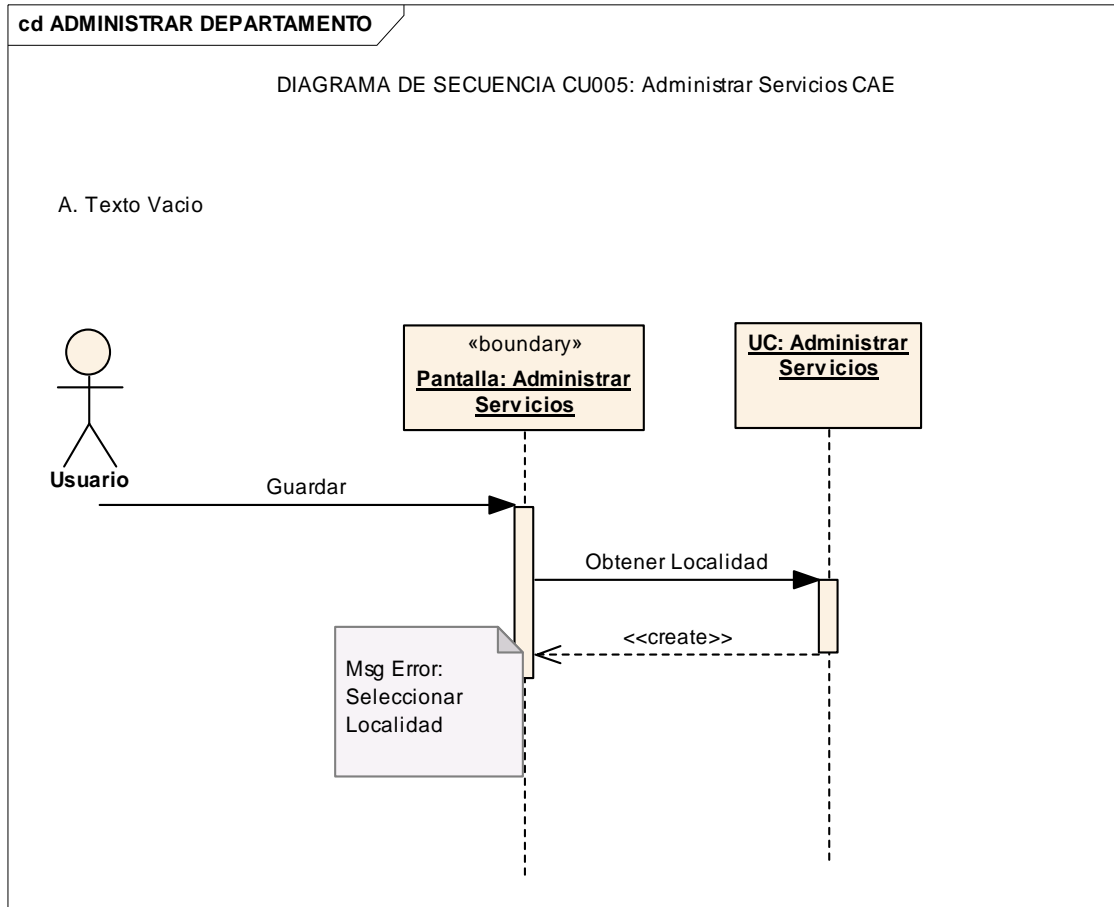 cd ADMINISTRAR DEPARTAMENTO
DIAGRAMA DE SECUENCIA CU005: Administrar Servicios CAE
A. Texto Vacio
«boundary»
Pantalla: Administrar
Servicios
UC: Administrar
Servicios
Usuario
Guardar
Obtener Localidad
<<create>>
Msg Error:
Seleccionar
Localidad